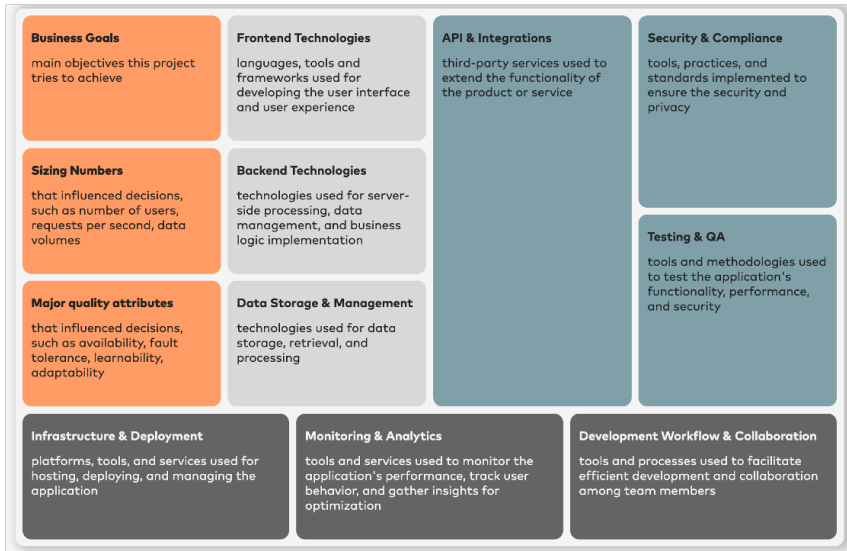 Business Goals
main objectives this project
tries to achieve
Frontend Technologies
languages, tools and
frameworks used for
developing the user interface
and user experience
API & Integrations
third-party services used to
extend the functionality of
the product or service
Security & Compliance
tools, practices, and
standards implemented to
ensure the security and
privacy
Sizing Numbers
that influenced decisions,
such as number of users,
requests per second, data
volumes
Backend Technologies
technologies used for server-
side processing, data
management, and business
logic implementation
Testing & QA
tools and methodologies used
to test the application's
functionality, performance,
and security
Major quality attributes
that influenced decisions,
such as availability, fault
tolerance, learnability,
adaptability
Data Storage & Management
technologies used for data
storage, retrieval, and
processing
Infrastructure & Deployment
platforms, tools, and services used for
hosting, deploying, and managing the
application
Monitoring & Analytics
tools and services used to monitor the
application's performance, track user
behavior, and gather insights for
optimization
Development Workflow & Collaboration
tools and processes used to facilitate
efficient development and collaboration
among team members